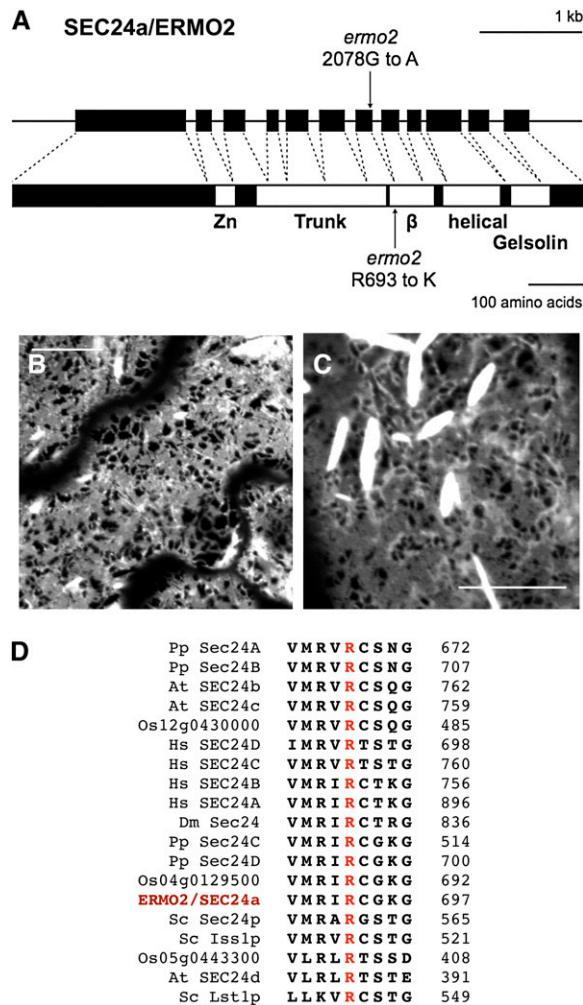 A
SEC24a/ERMO2
1 kb
ermo2
2078G to A
Zn Trunk β helical
Gelsolin
ermo2
R693 to K
100 amino acids
B
C
D
Pp Sec24A VMRVRCSNG 672
Pp Sec24B VMRVRCSNG 707
At SEC24b VMRVRCSQG 762
At SEC24c VMRVRCSQG 759
Os12g0430000 VMRVRCSQG 485
Hs SEC24D IMRVRTSTG 698
Hs SEC24C VMRVRTSTG 760
Hs SEC24B VMRIRCTKG 756
Hs SEC24A VMRIRCTKG 896
Dm Sec24 VMRIRCTRG 836
Pp Sec24C VMRIRCGKG 514
Pp Sec24D VMRIRCGKG 700
Os04g0129500 VMRIRCGKG 692
ERMO2/SEC24a VMRIRCGKG 697
Sc Sec24p VMRARGSTG 565
Sc Iss1p VMRVRCSTG 521
Os05g0443300 VLRLRTSSD 408
At SEC24d VLRLRTSTE 391
Sc Lst1p LLKVRCSTG 549